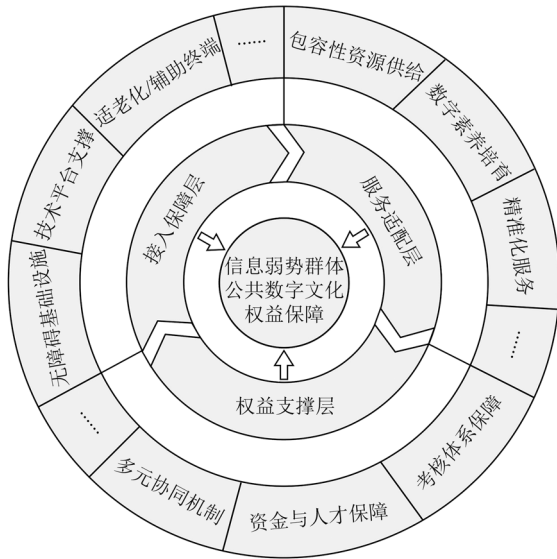 包容性资源供给
数字素养培育
精准化服务
……
考核体系保障
资金与人才保障
多元协同机制
……
无障碍基础设施
技术平台支撑
适老化/辅助终端
……
接入保障层
服务适配层
权益支撑层
信息弱势群体
公共数字文化
权益保障